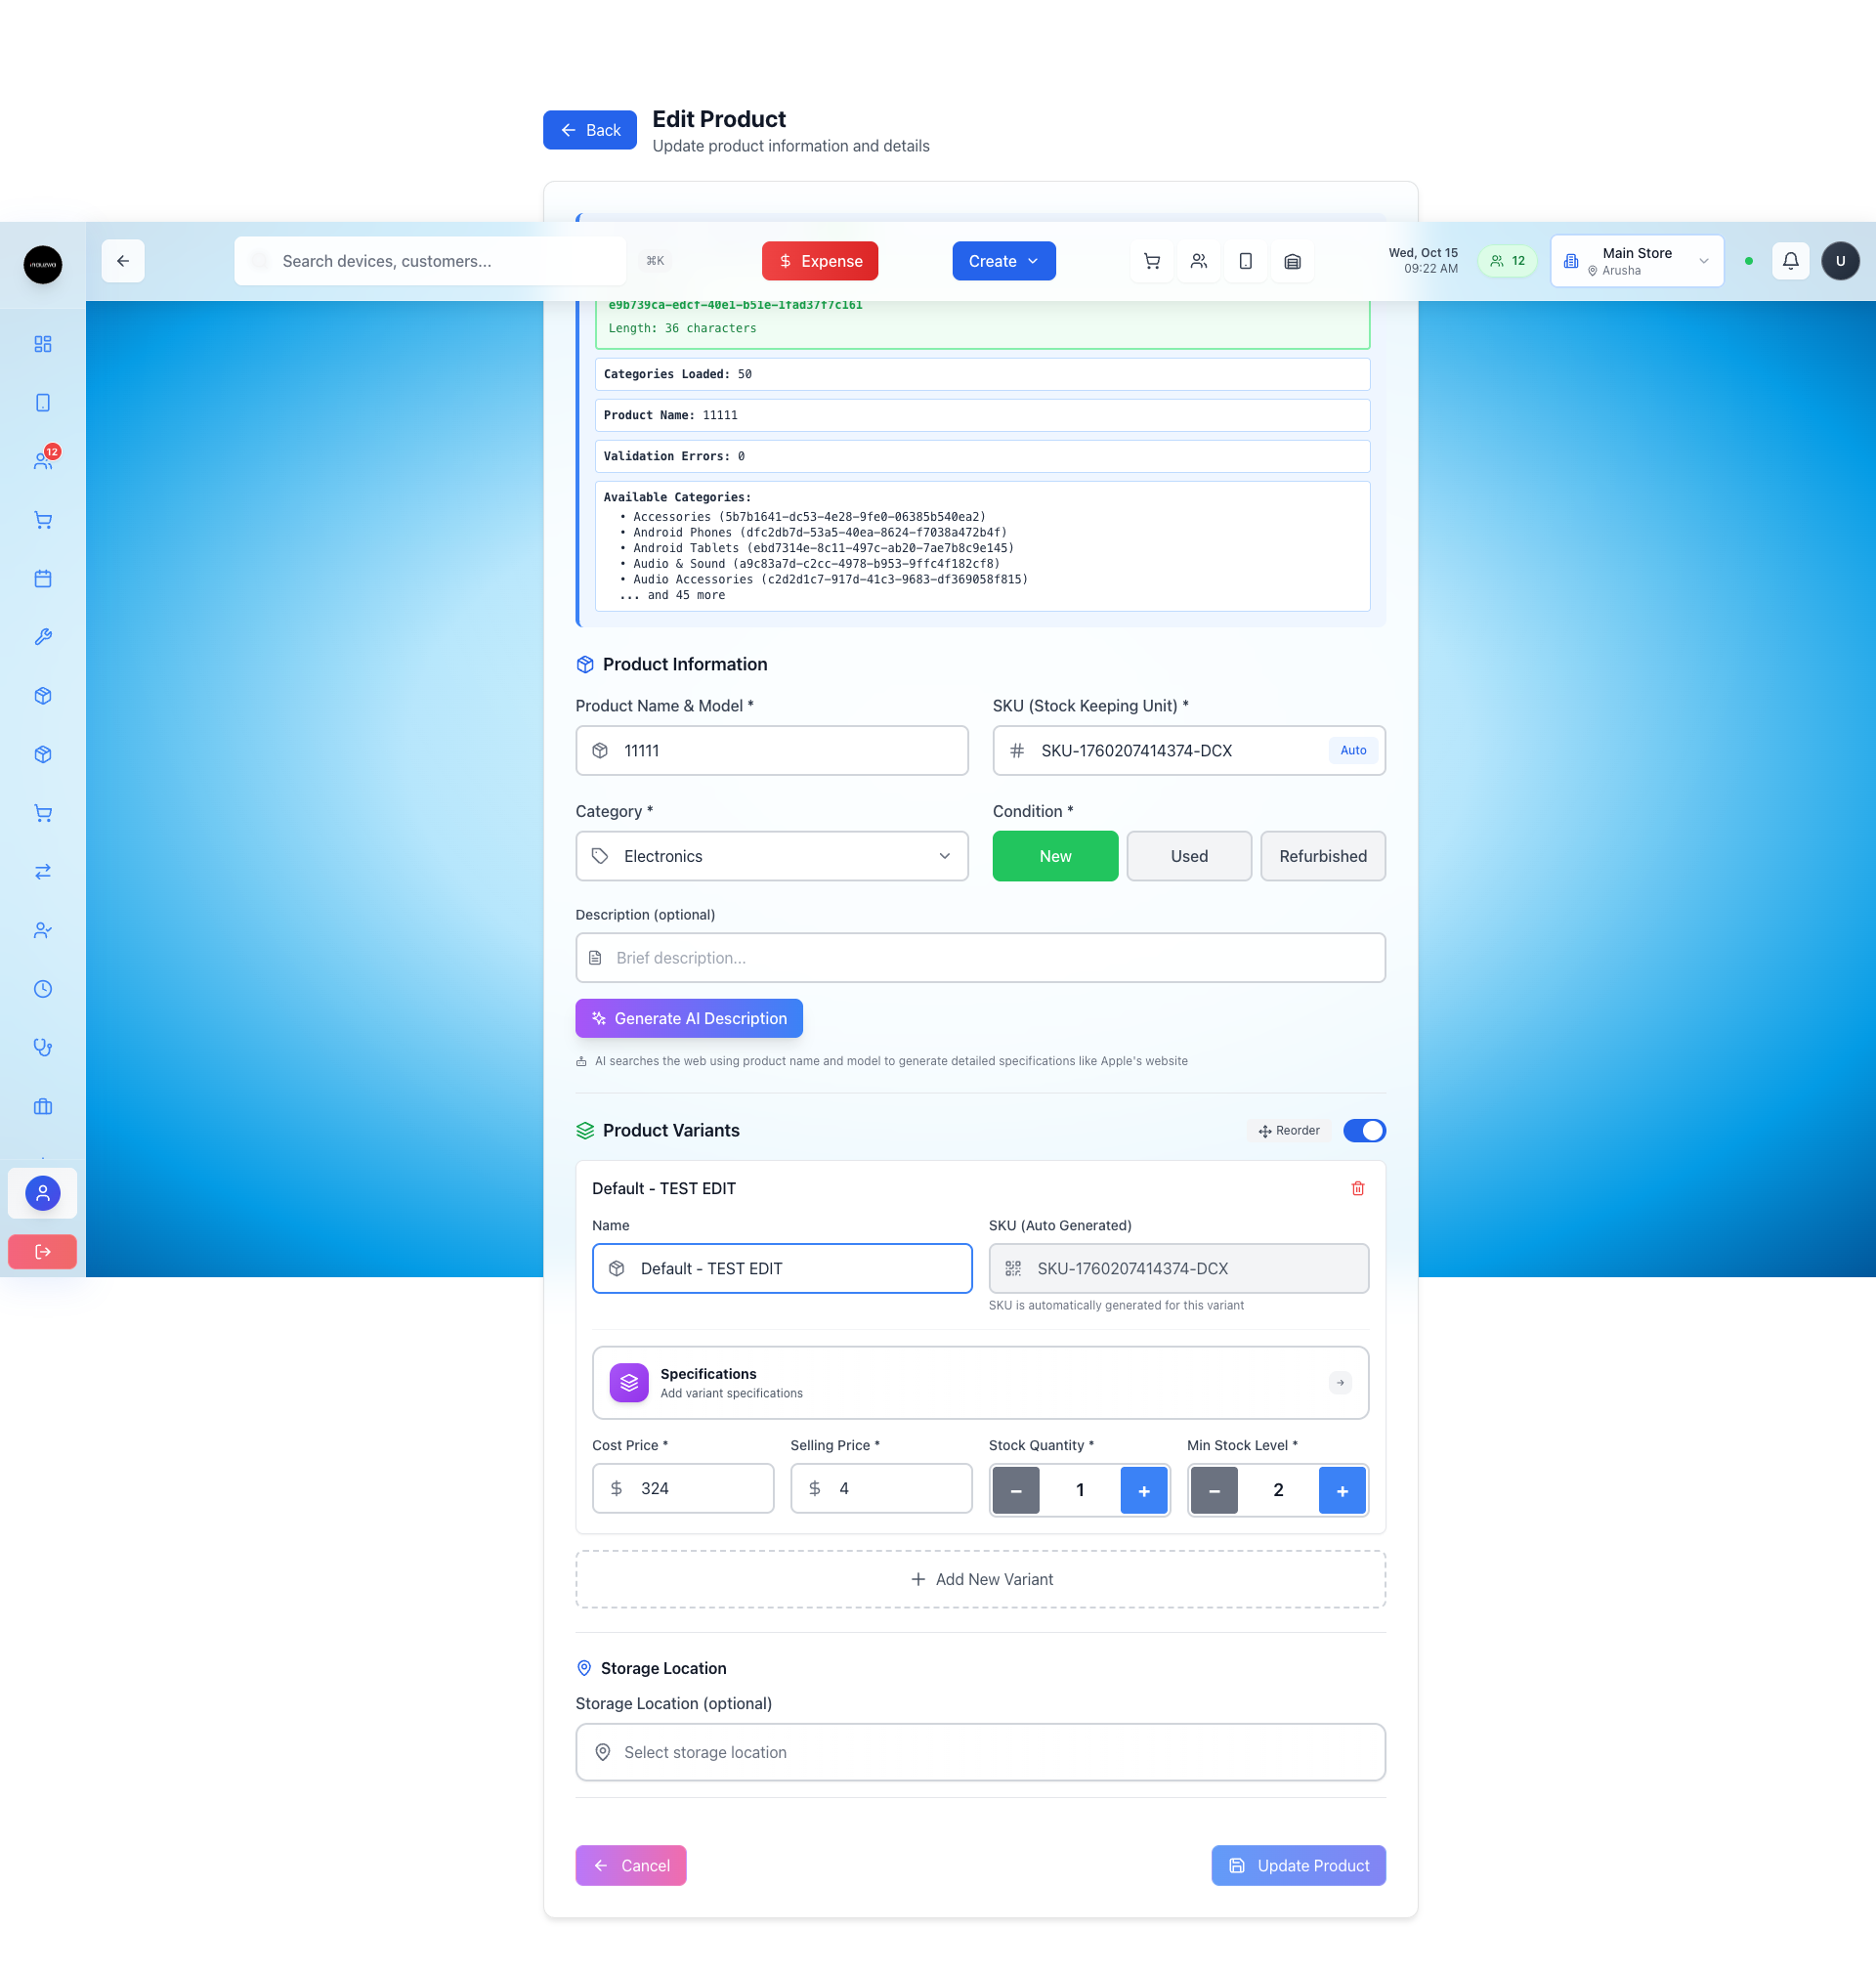 Back
Edit Product
Update product information and details
Search devices, customers...
⌘K
Expense
Create
Wed, Oct 15
09:22 AM
12
Main Store
Arusha
U
e9b739ca-edcf-40e1-b51e-1fad37f7c161
Length: 36 characters
Categories Loaded: 50
12
Product Name: 11111
Validation Errors: 0
Available Categories:
• Accessories (5b7b1641-dc53-4e28-9fe0-06385b540ea2)
• Android Phones (dfc2db7d-53a5-40ea-8624-f7038a472b4f)
• Android Tablets (ebd7314e-8c11-497c-ab20-7ae7b8c9e145)
• Audio & Sound (a9c83a7d-c2cc-4978-b953-9ffc4f182cf8)
• Audio Accessories (c2d2d1c7-917d-41c3-9683-df369058f815)
... and 45 more
Product Information
Product Name & Model *
SKU (Stock Keeping Unit) *
11111
SKU-1760207414374-DCX
Auto
Category *
Condition *
Electronics
New
Used
Refurbished
Description (optional)
Brief description...
Generate AI Description
AI searches the web using product name and model to generate detailed specifications like Apple's website
Product Variants
Reorder
Default - TEST EDIT
Name
SKU (Auto Generated)
Default - TEST EDIT
SKU-1760207414374-DCX
SKU is automatically generated for this variant
Specifications
Add variant specifications
Cost Price *
Selling Price *
Stock Quantity *
Min Stock Level *
324
4
− 1 +
− 2 +
Add New Variant
Storage Location
Storage Location (optional)
Select storage location
Cancel
Update Product